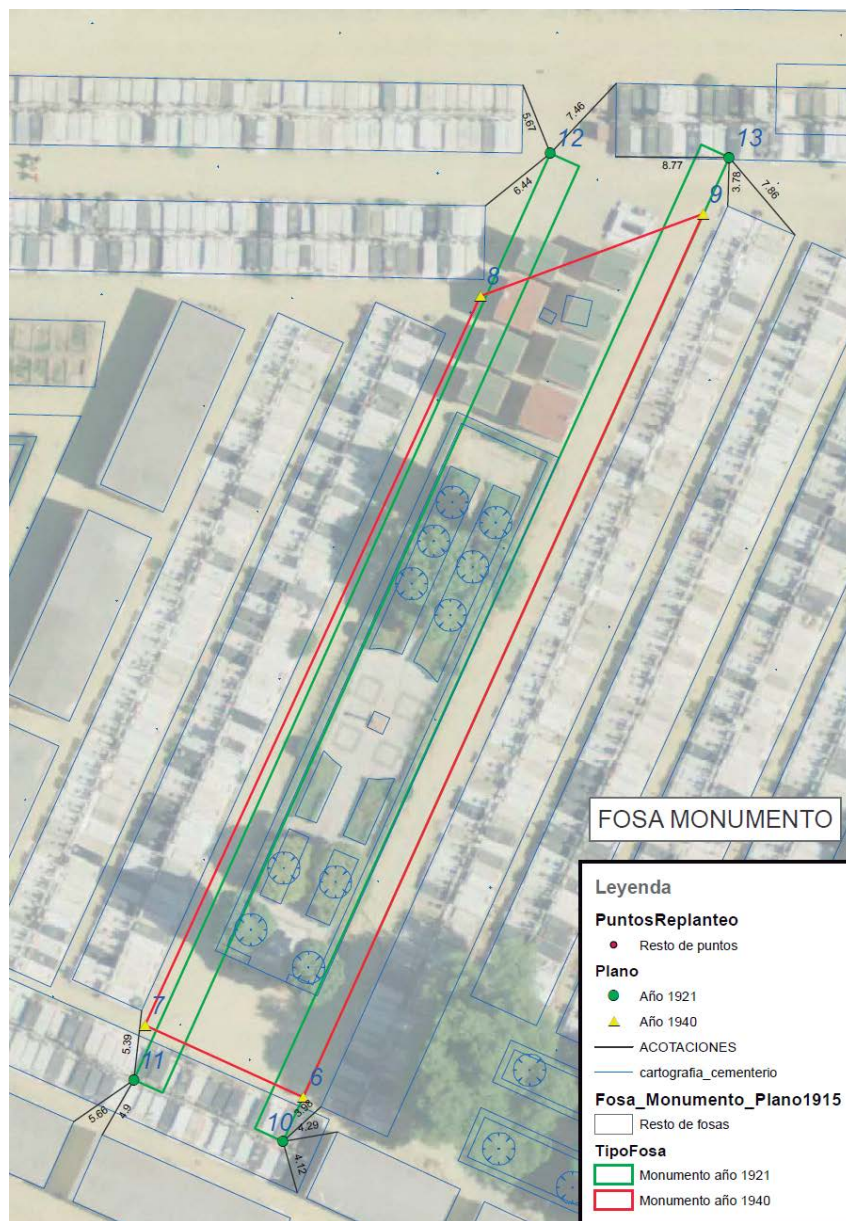 5.67
7.46
12
13
8.77
3.78
7.86
6.44
9
8
FOSA MONUMENTO
Leyenda
PuntosReplanteo
Resto de puntos
Plano
Año 1921
Año 1940
ACOTACIONES
cartografia_cementerio
Fosa_Monumento_Plano1915
Resto de fosas
TipoFosa
Monumento año 1921
Monumento año 1940
7
5.39
11
5.66
4.9
6
3.98
10
4.29
4.12